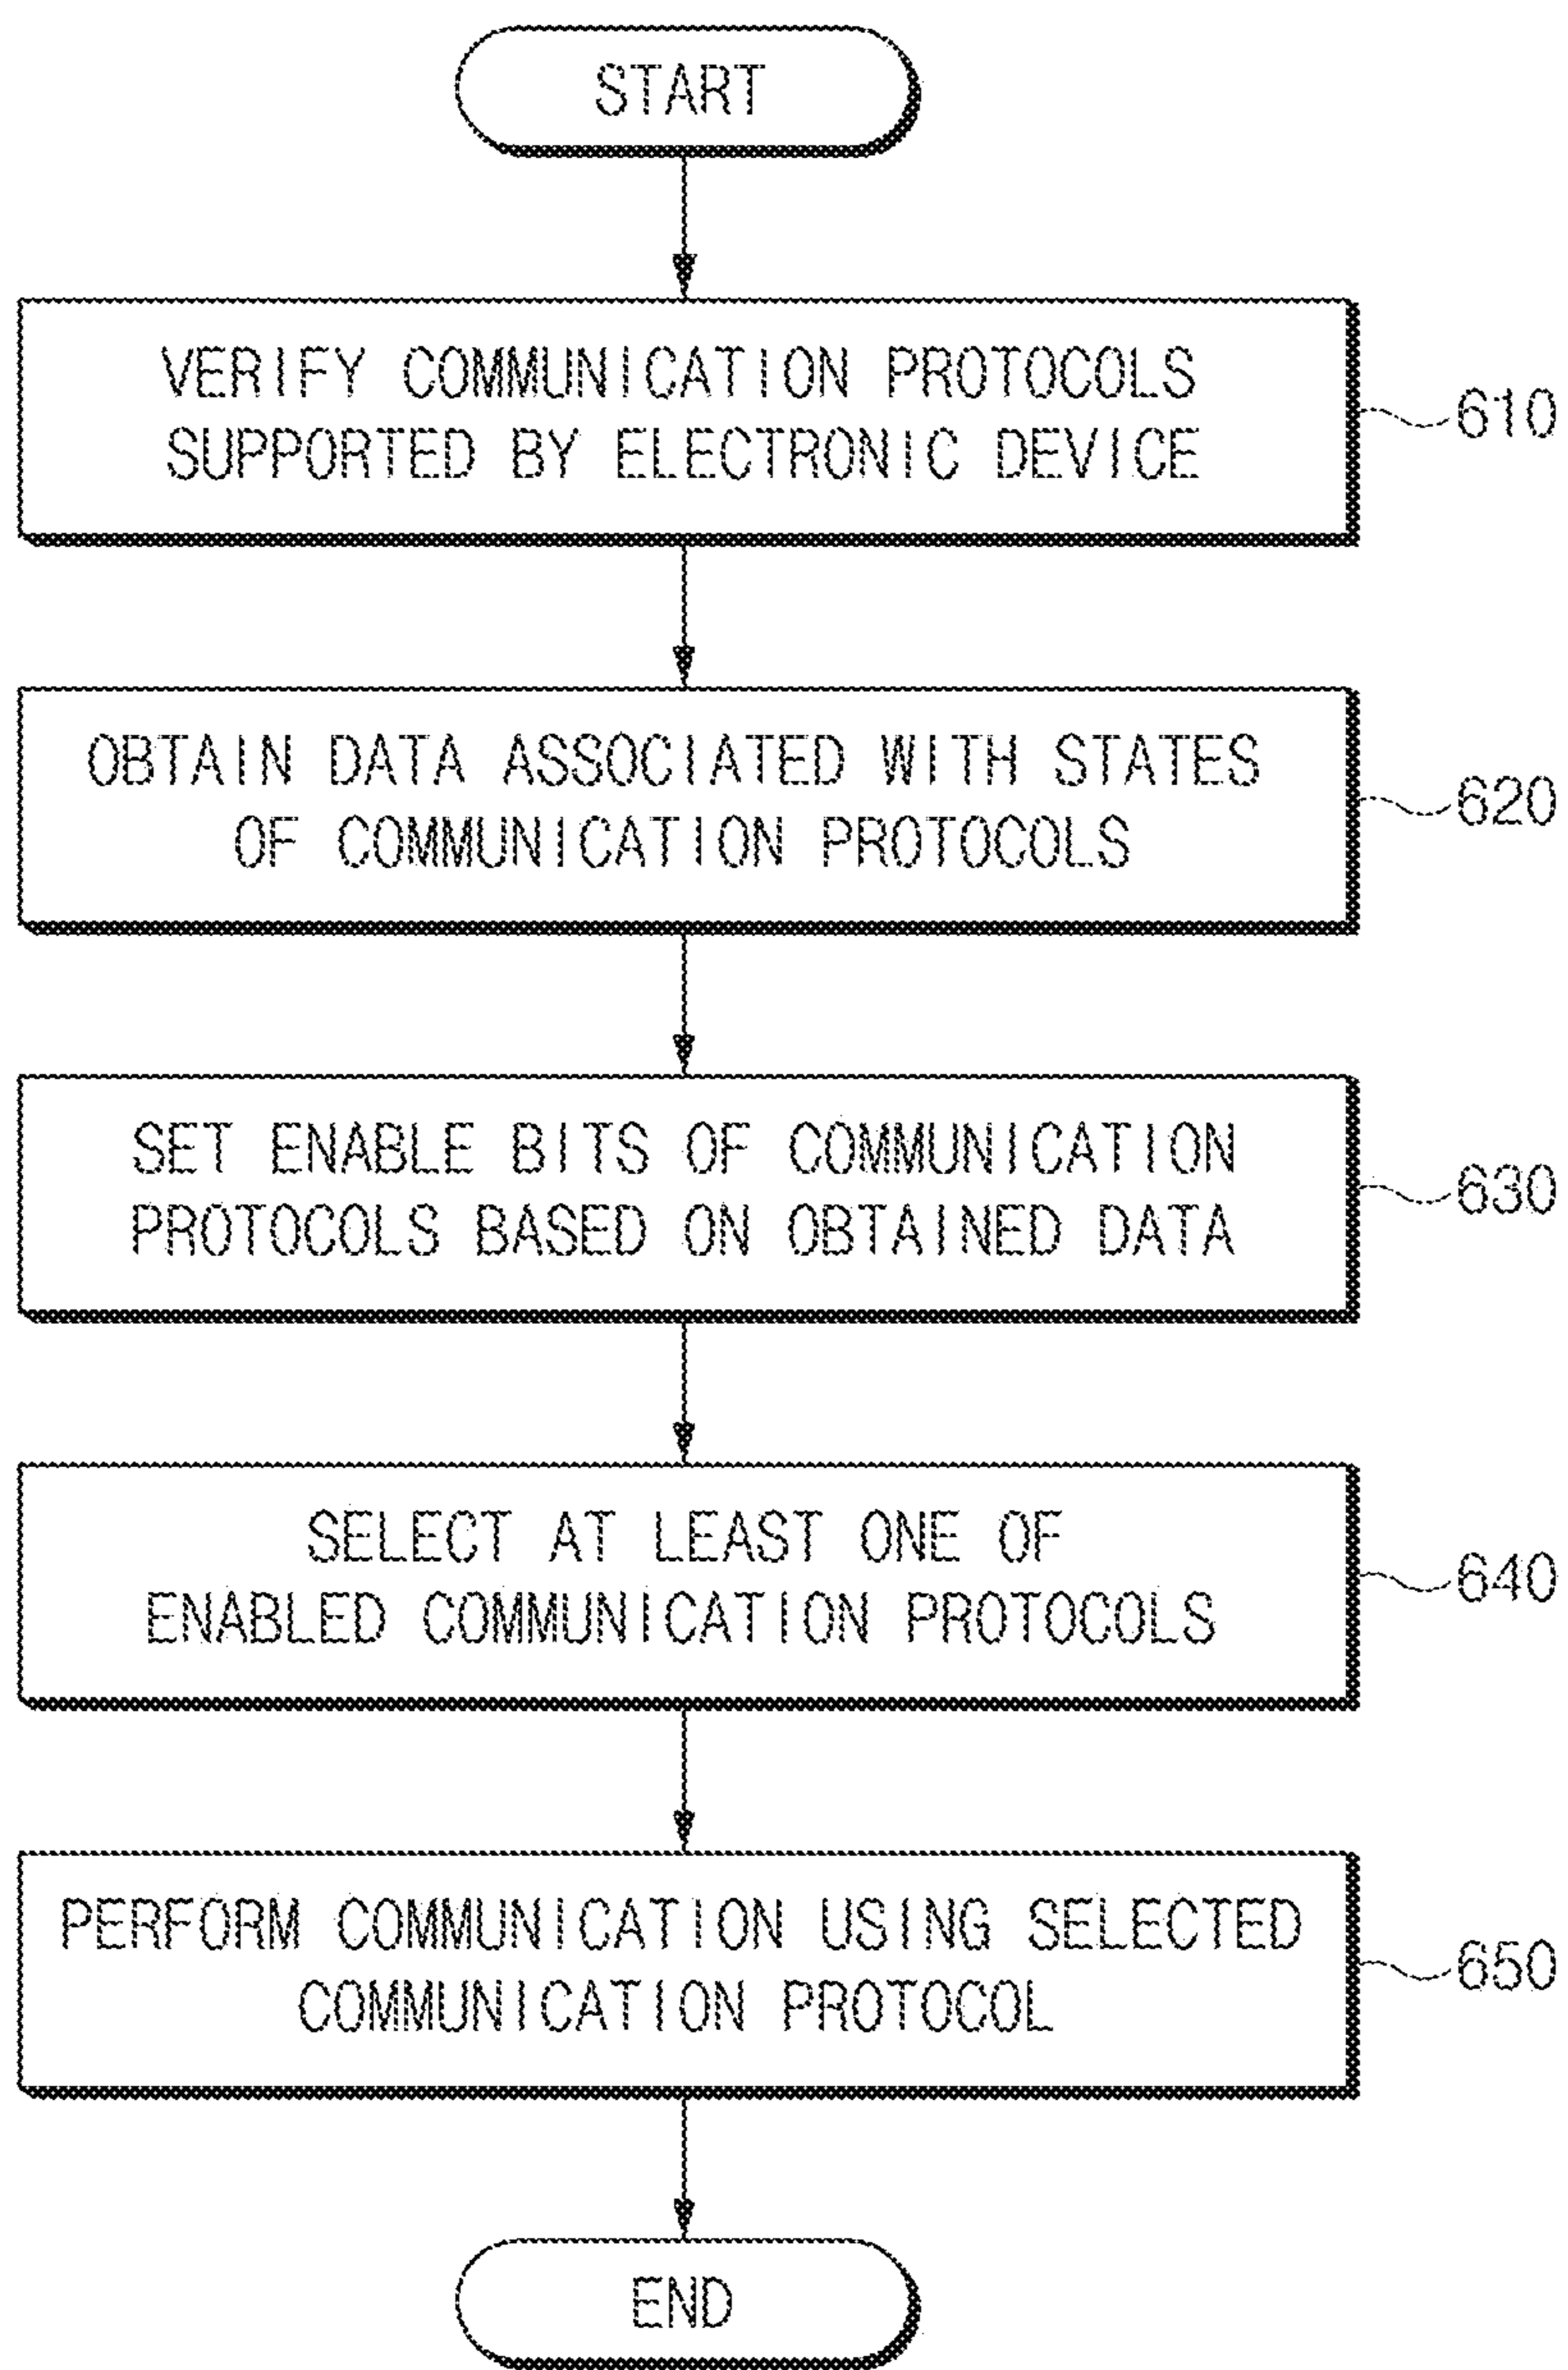 START
VERIFY COMMUNICATION PROTOCOLS
SUPPORTED BY ELECTRONIC DEVICE
610
OBTAIN DATA ASSOCIATED WITH STATES
OF COMMUNICATION PROTOCOLS
620
SET ENABLE BITS OF COMMUNICATION
PROTOCOLS BASED ON OBTAINED DATA
630
SELECT AT LEAST ONE OF
ENABLED COMMUNICATION PROTOCOLS
640
PERFORM COMMUNICATION USING SELECTED
COMMUNICATION PROTOCOL
650
END